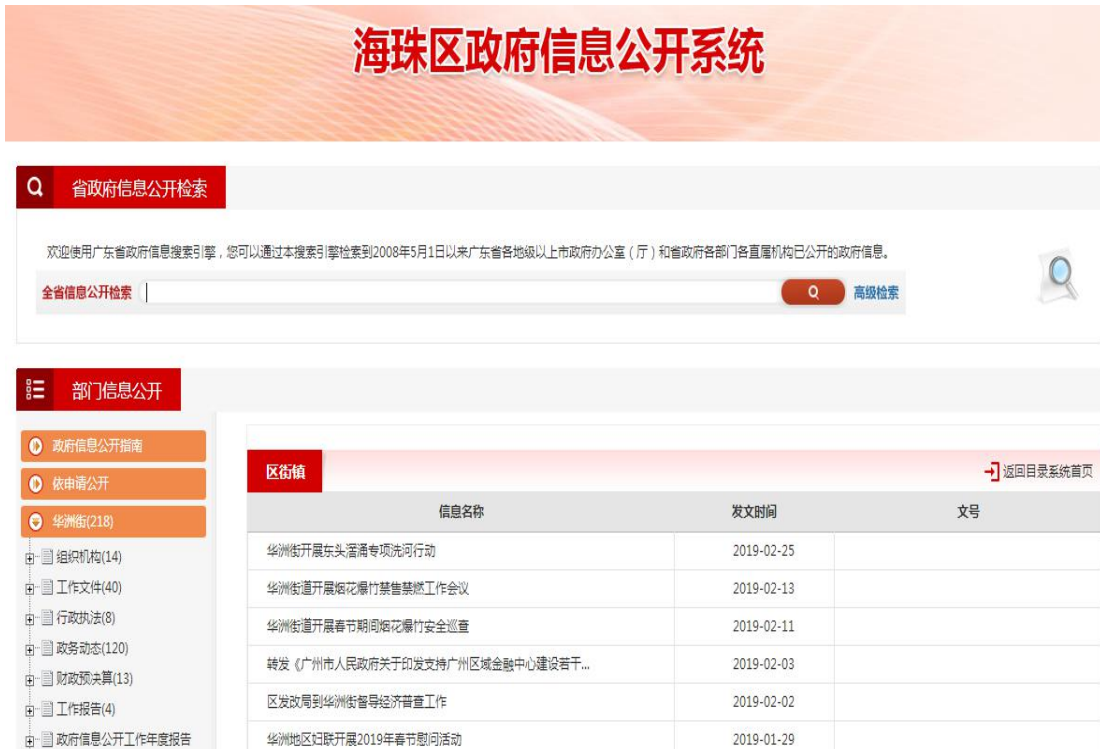 海珠区政府信息公开系统
省政府信息公开检索
欢迎使用广东省政府信息搜索引擎，您可以通过本搜索引擎检索到2008年5月1日以来广东省各地级以上市政府办公室（厅）和省政府各部门各直属机构已公开的政府信息。
全省信息公开检索 高级检索
部门信息公开
政府信息公开指南
依申请公开
华洲街(218)
组织机构(14)
工作文件(40)
行政执法(8)
政务动态(120)
财政预决算(13)
工作报告(4)
政府信息公开工作年度报告
区街镇 返回目录系统首页
信息名称 发文时间 文号
华洲街开展东头滘涌专项洗河行动 2019-02-25
华洲街道开展烟花爆竹禁售禁燃工作会议 2019-02-13
华洲街道开展春节期间烟花爆竹安全巡查 2019-02-11
转发《广州市人民政府关于印发支持广州区域金融中心建设若干... 2019-02-03
区发改局到华洲街督导经济普查工作 2019-02-02
华洲地区妇联开展2019年春节慰问活动 2019-01-29